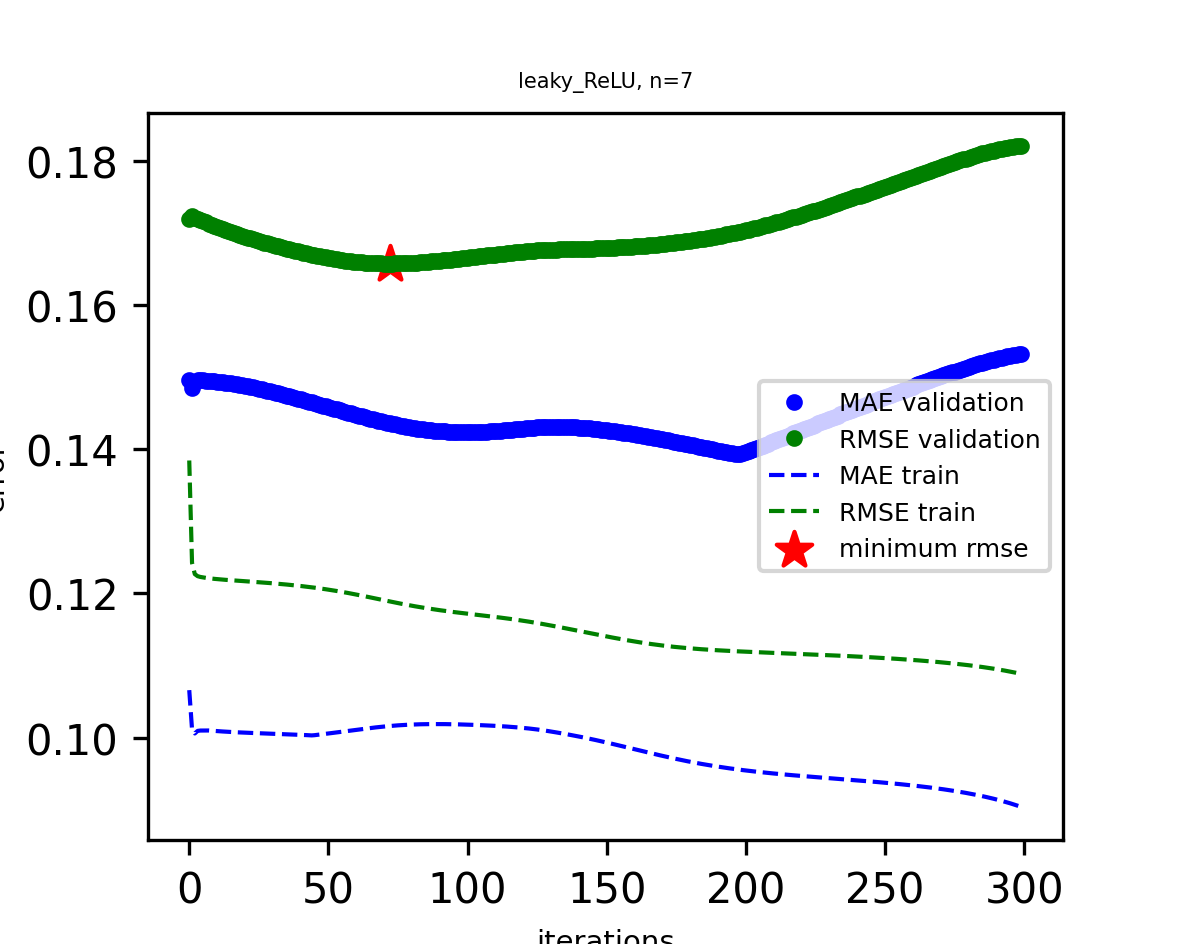 leaky_ReLU, n=7
0.18
0.16
0.14
0.12
0.10
MAE validation
RMSE validation
MAE train
RMSE train
minimum rmse
0 50 100 150 200 250 300
iterations